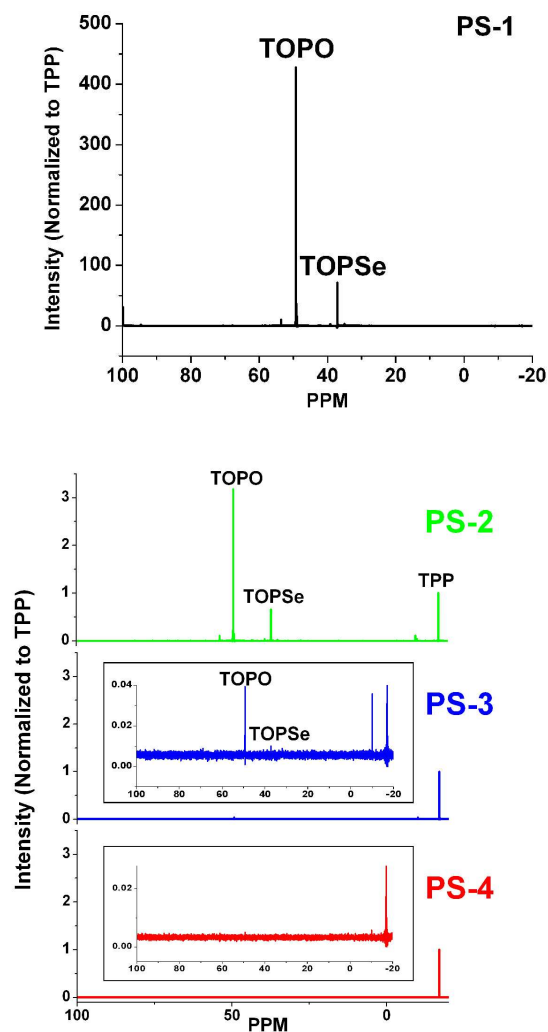 PS-1
TOPO
TOPSe
Intensity (Normalized to TPP)
500
400
300
200
100
0
100 80 60 40 20 0 -20
PPM
Intensity (Normalized to TPP)
TOPO
PS-2
TOPSe
TPP
3
2
1
0
PS-3
TOPO
TOPSe
0.04
0.02
0.00
100 80 60 40 20 0 -20
3
2
1
0
PS-4
0.02
0.00
100 80 60 40 20 0 -20
3
2
1
0
100 50 0
PPM